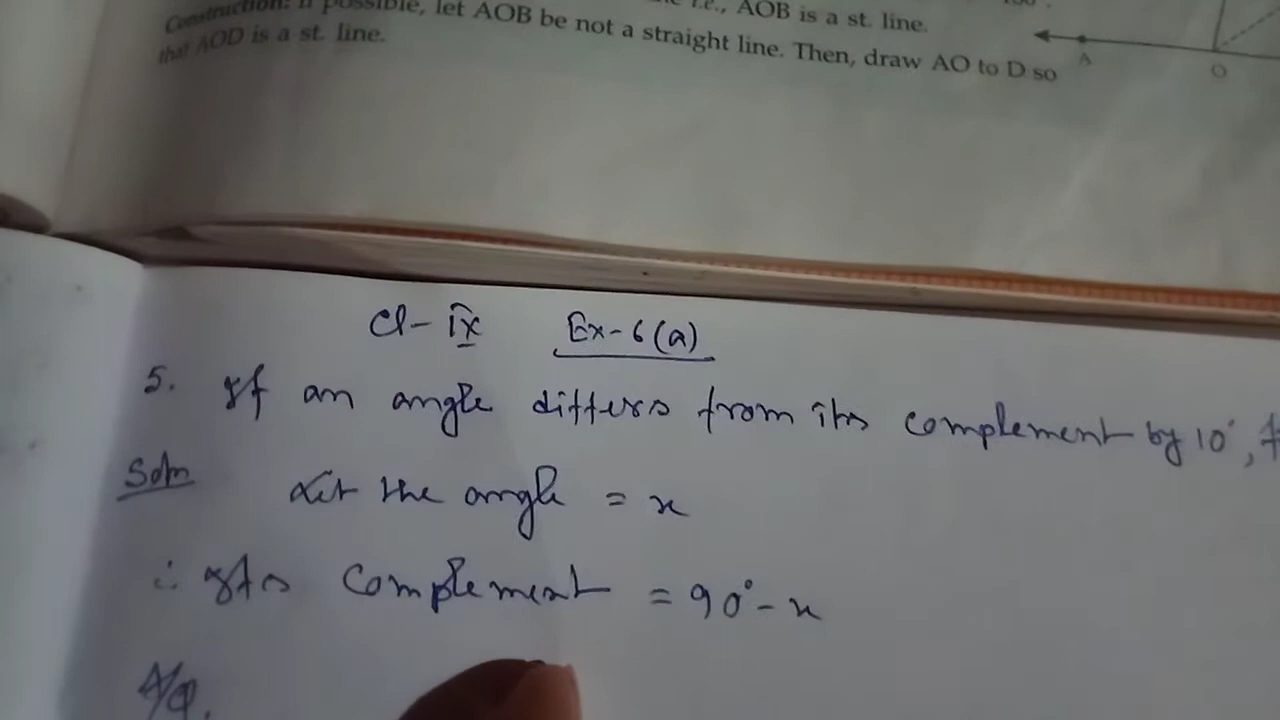 i.e., AOB is a st. line.
Construction: If possible, let AOB be not a straight line. Then, draw AO to D so
that AOD is a st. line.
A
O
Cl-IX Ex-6(a)
5. If an angle differs from its complement by 10°,
Soln Let the angle = x
∴ Its complement = 90°-x
A/Q,